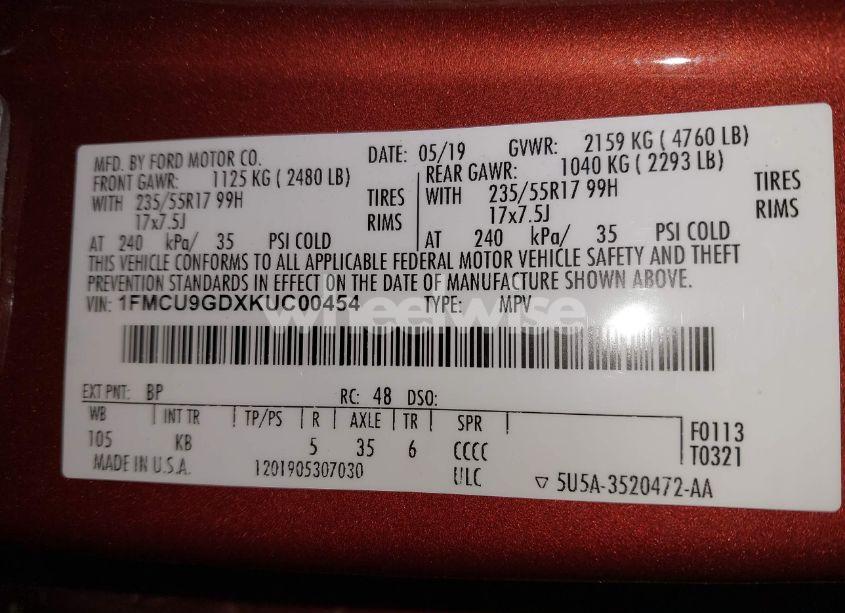 MFD. BY FORD MOTOR CO. DATE: 05/19 GVWR: 2159 KG ( 4760 LB)
FRONT GAWR: 1125 KG ( 2480 LB) REAR GAWR: 1040 KG ( 2293 LB)
WITH 235/55R17 99H TIRES WITH 235/55R17 99H TIRES
17x7.5J RIMS 17x7.5J RIMS
AT 240 kPa/ 35 PSI COLD AT 240 kPa/ 35 PSI COLD
THIS VEHICLE CONFORMS TO ALL APPLICABLE FEDERAL MOTOR VEHICLE SAFETY AND THEFT
PREVENTION STANDARDS IN EFFECT ON THE DATE OF MANUFACTURE SHOWN ABOVE.
VIN: 1FMCU9GDXKUC00454 TYPE: MPV
wheelwise
EXT PNT: BP RC: 48 DSO:
WB INT TR TP/PS R AXLE TR SPR
105 KB 5 35 6 CCCC
F0113
T0321
MADE IN U.S.A. 1201905307030 ULC 5U5A-3520472-AA